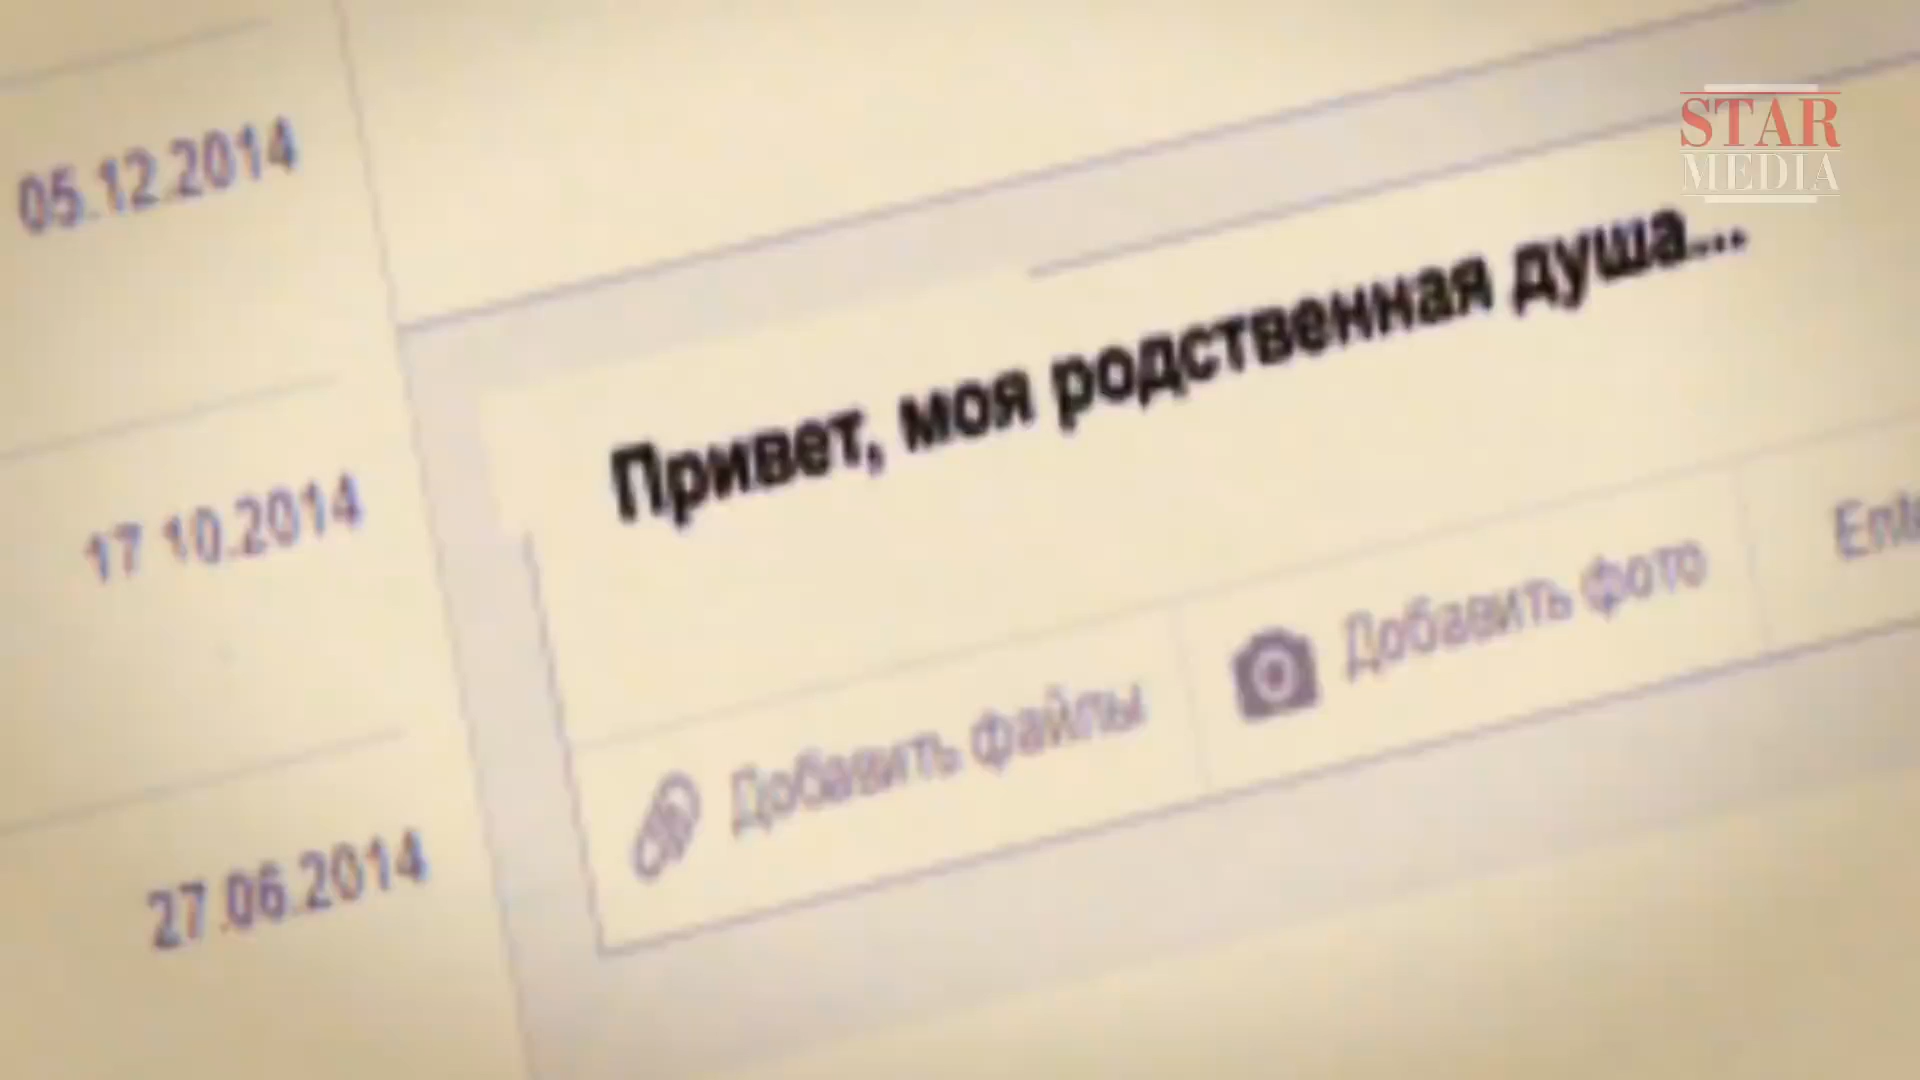 STAR
MEDIA
05.12.2014
Привет, моя родственная душа...
17 10.2014
Добавить файлы
Добавить фото
27.06.2014